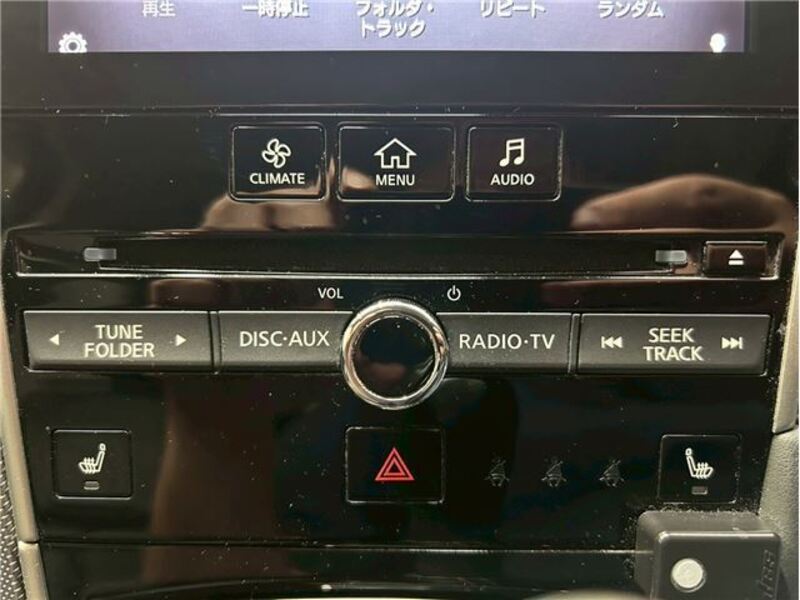 再生 一時停止 フォルダ・ リピート ランダム
トラック
CLIMATE MENU AUDIO
VOL
TUNE DISC·AUX RADIO·TV SEEK
FOLDER TRACK